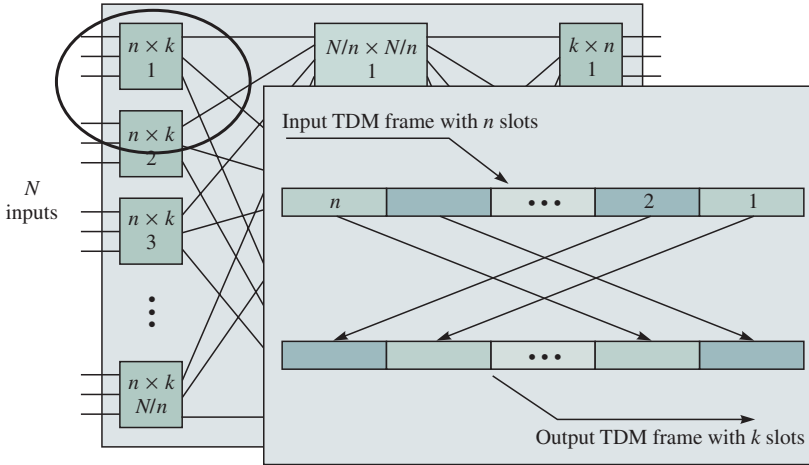 n × k
1
N/n × N/n
1
k × n
1
n × k
2
N
inputs
n × k
3
n × k
N/n
Input TDM frame with n slots
n
•••
2
1
•••
Output TDM frame with k slots